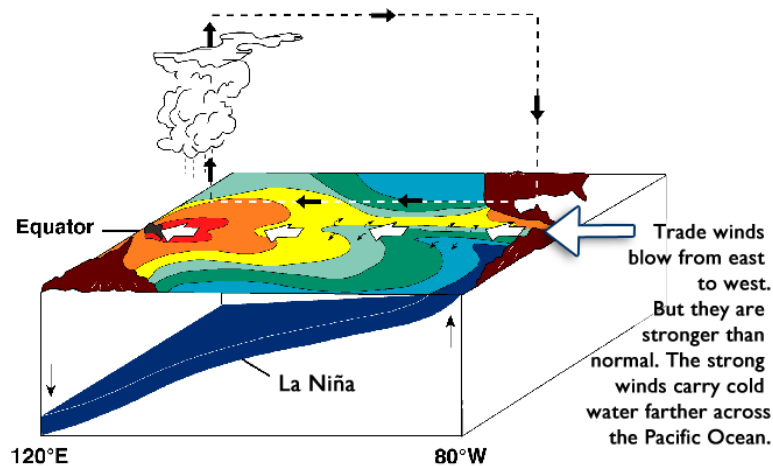 Equator
Trade winds
blow from east
to west.
But they are
stronger than
normal. The strong
winds carry cold
water farther across
the Pacific Ocean.
La Niña
120°E
80°W